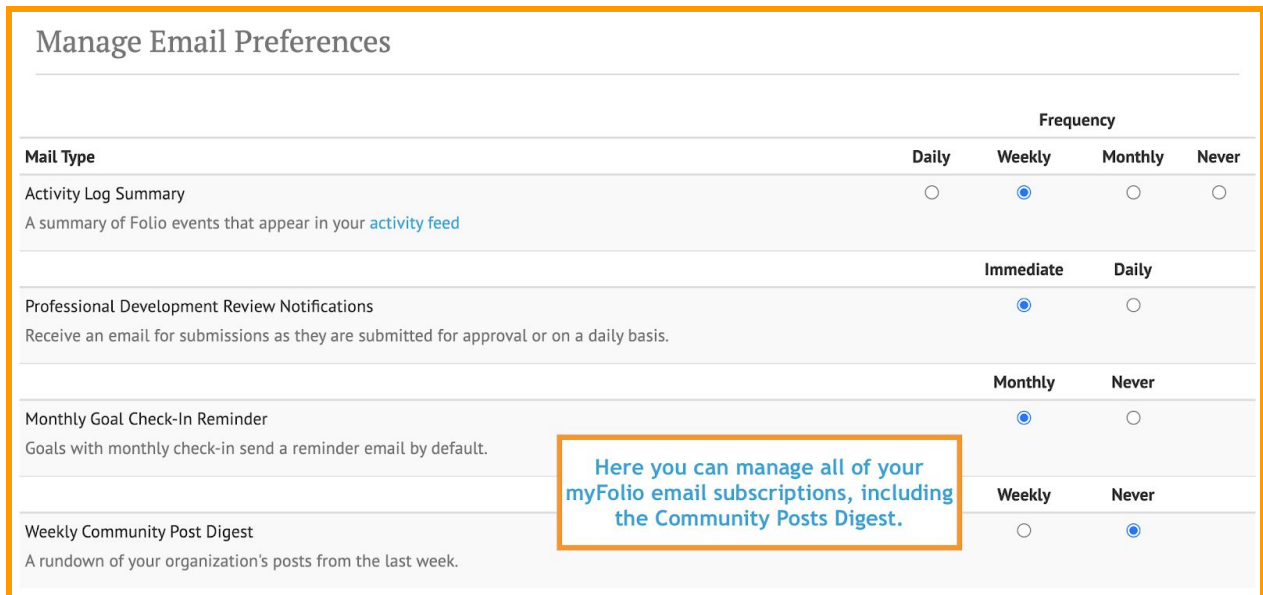 Manage Email Preferences
Frequency
Mail Type Daily Weekly Monthly Never
Activity Log Summary
A summary of Folio events that appear in your activity feed
Immediate Daily
Professional Development Review Notifications
Receive an email for submissions as they are submitted for approval or on a daily basis.
Monthly Never
Monthly Goal Check-In Reminder
Goals with monthly check-in send a reminder email by default.
Here you can manage all of your
myFolio email subscriptions, including
the Community Posts Digest.
Weekly Never
Weekly Community Post Digest
A rundown of your organization's posts from the last week.